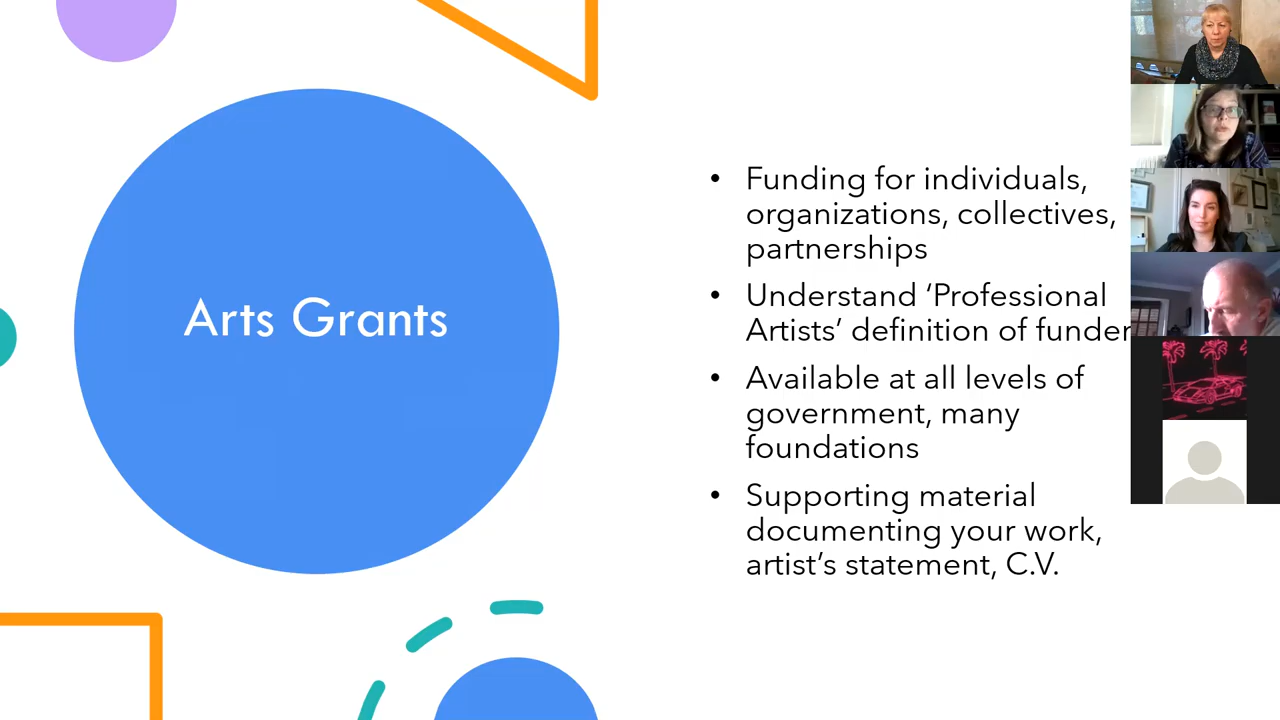 Arts Grants
• Funding for individuals,
organizations, collectives,
partnerships
• Understand ‘Professional
Artists’ definition of funder
• Available at all levels of
government, many
foundations
• Supporting material
documenting your work,
artist’s statement, C.V.